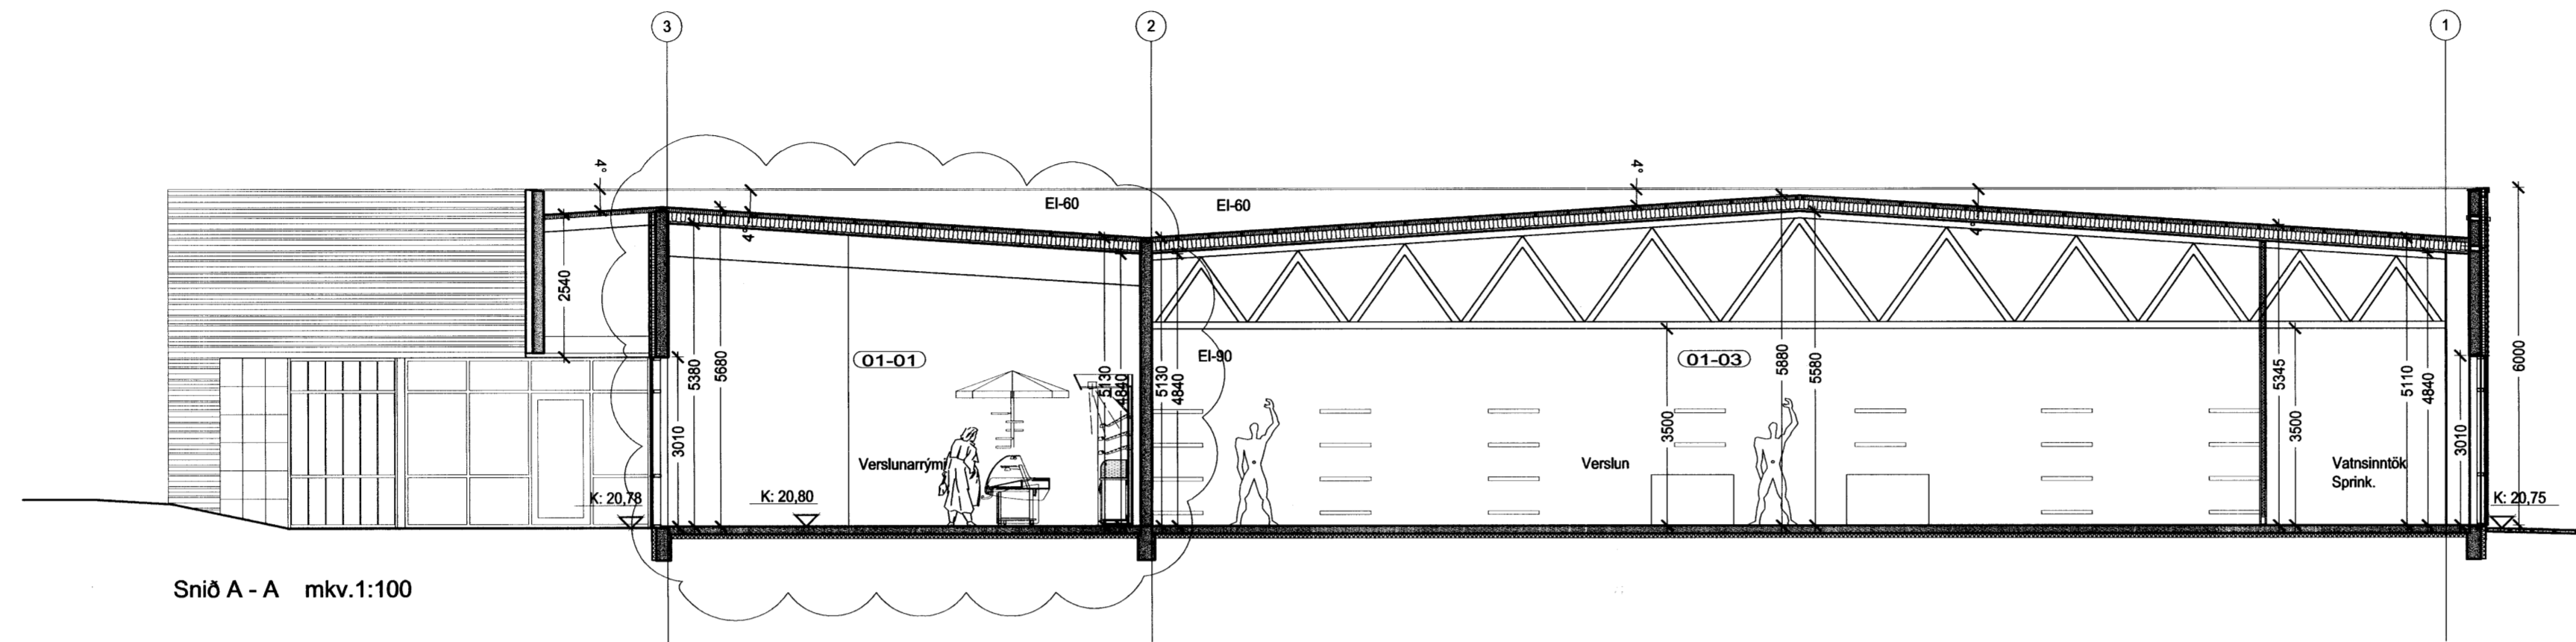 3
2
1
4°
4°
4°
4°
EI-60
EI-60
2540
5380
5680
3010
01-01
5130
4840
5130
4840
EI-90
01-03
5880
5580
3500
5345
3500
5110
4840
3010
6000
Verslunarrými
Verslun
Vatnsinntök
Sprink.
K: 20,78
K: 20,80
K: 20,75
Snið A - A mkv.1:100